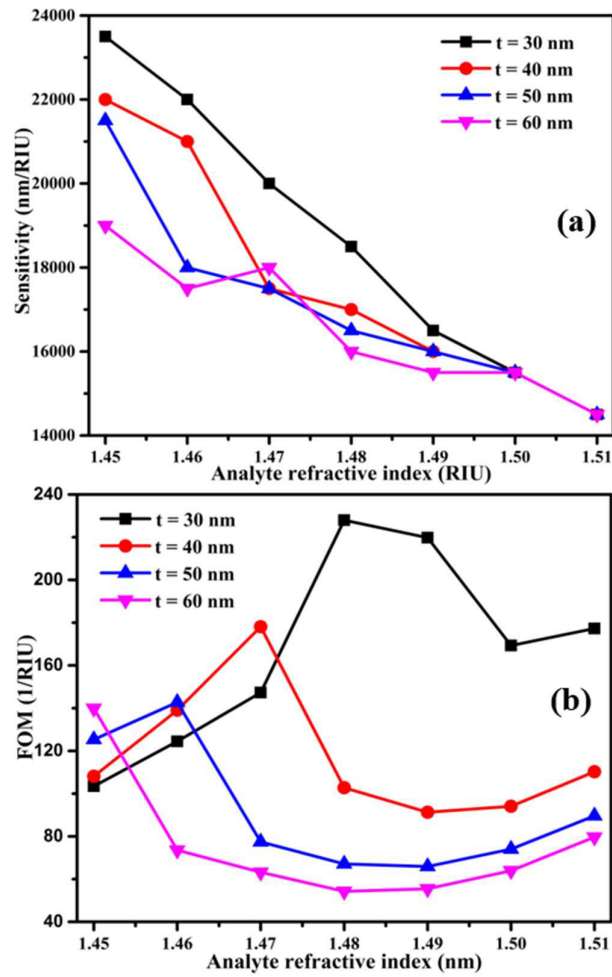 24000
22000
20000
18000
16000
14000
Sensitivity (nm/RIU)
t = 30 nm
t = 40 nm
t = 50 nm
t = 60 nm
(a)
1.45 1.46 1.47 1.48 1.49 1.50 1.51
Analyte refractive index (RIU)
240
200
160
120
80
40
FOM (1/RIU)
t = 30 nm
t = 40 nm
t = 50 nm
t = 60 nm
(b)
1.45 1.46 1.47 1.48 1.49 1.50 1.51
Analyte refractive index (nm)